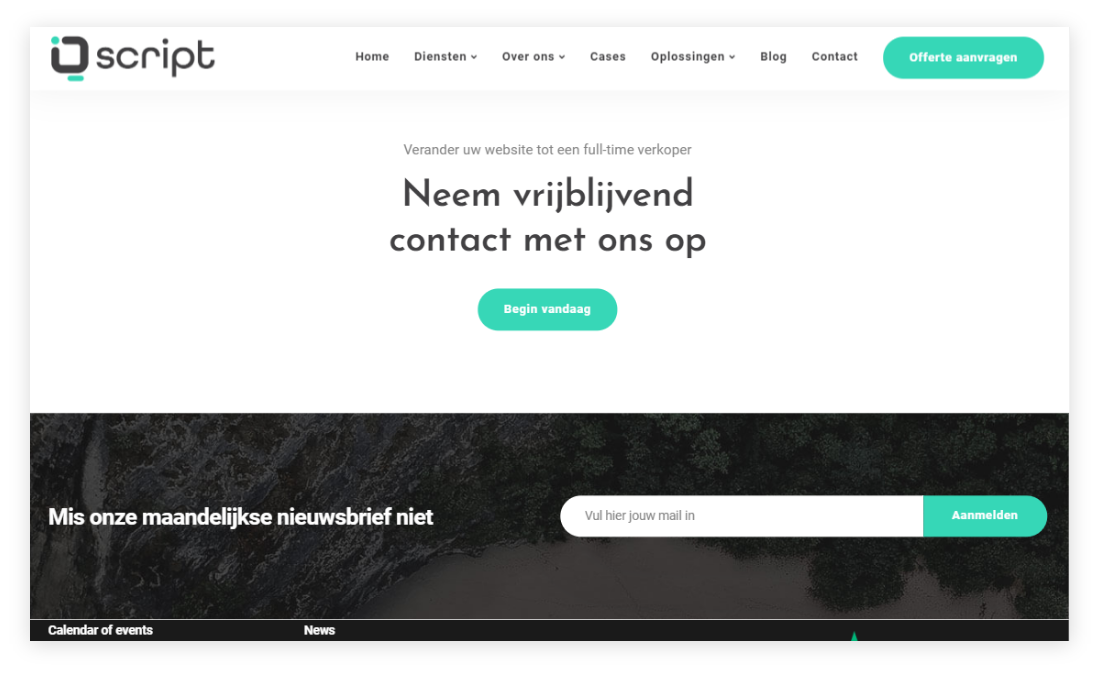 script
Home Diensten Over ons Cases Oplossingen Blog Contact Offerte aanvragen
Verander uw website tot een full-time verkoper
Neem vrijblijvend
contact met ons op
Begin vandaag
Mis onze maandelijkse nieuwsbrief niet
Vul hier jouw mail in Aanmelden
Calendar of events News